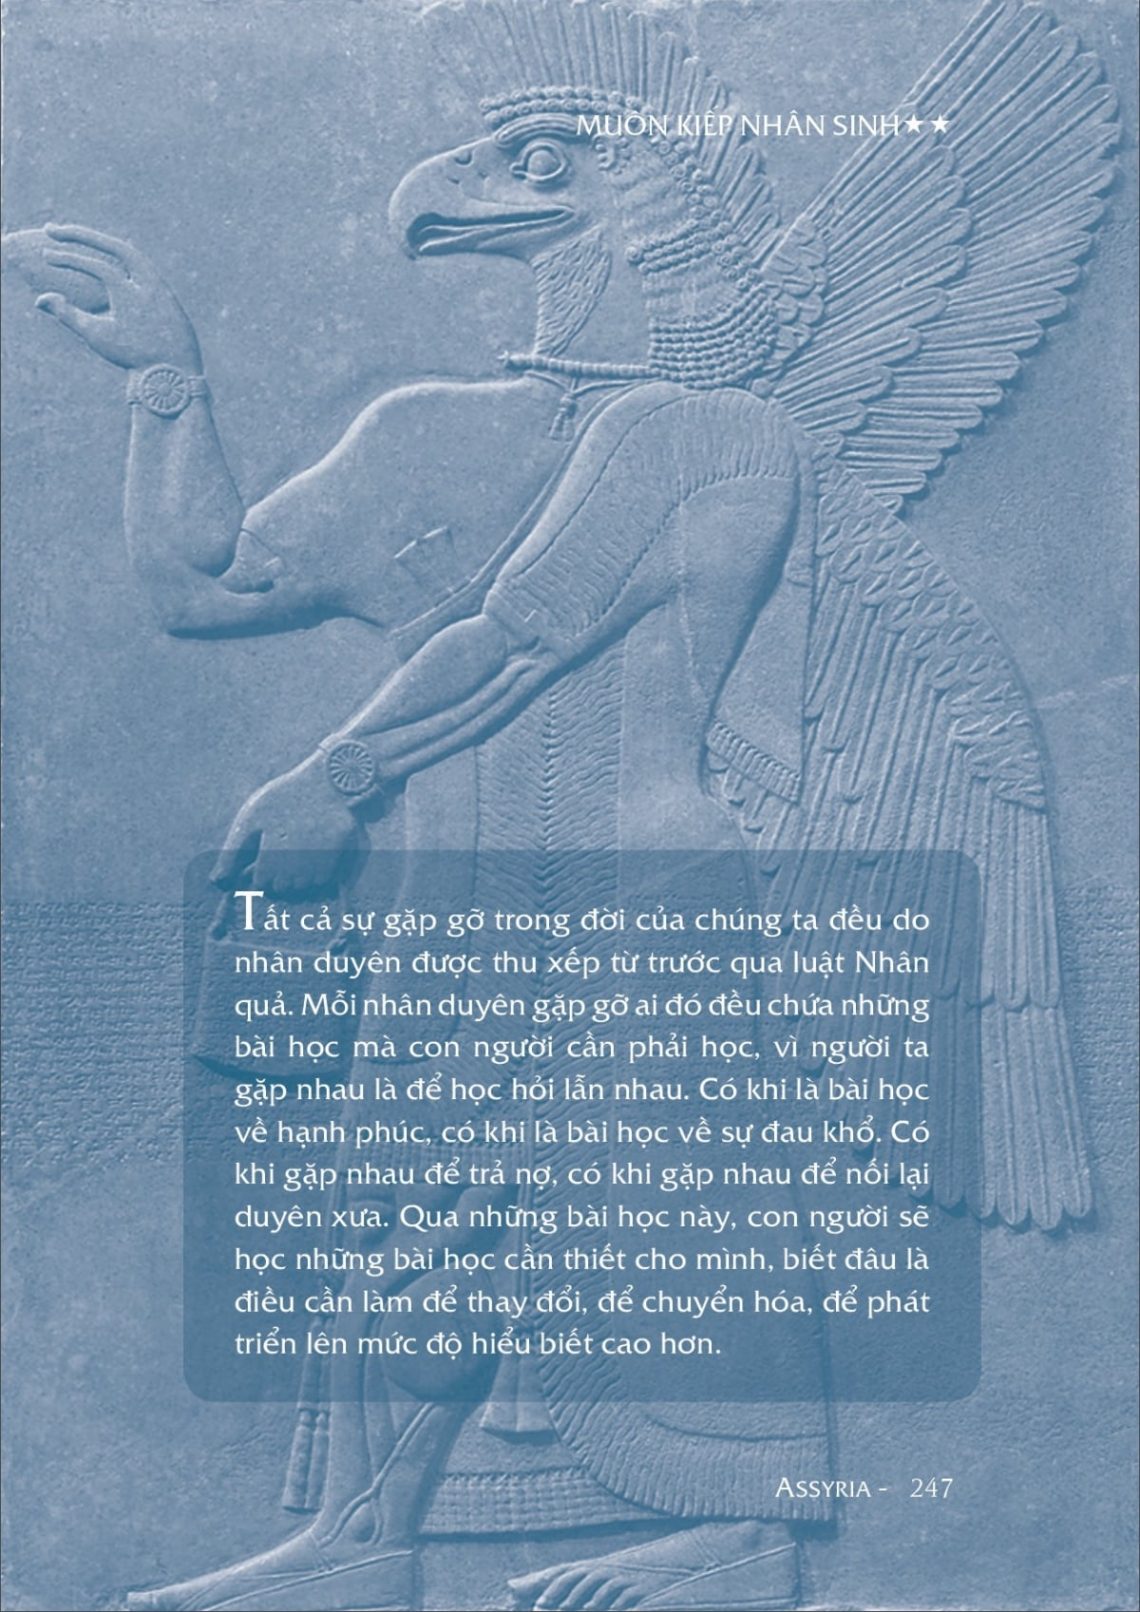 MUÔN KIẾP NHÂN SINH★★
Tất cả sự gặp gỡ trong đời của chúng ta đều do
nhân duyên được thu xếp từ trước qua luật Nhân
quả. Mỗi nhân duyên gặp gỡ ai đó đều chứa những
bài học mà con người cần phải học, vì người ta
gặp nhau là để học hỏi lẫn nhau. Có khi là bài học
về hạnh phúc, có khi là bài học về sự đau khổ. Có
khi gặp nhau để trả nợ, có khi gặp nhau để nối lại
duyên xưa. Qua những bài học này, con người sẽ
học những bài học cần thiết cho mình, biết đâu là
điều cần làm để thay đổi, để chuyển hóa, để phát
triển lên mức độ hiểu biết cao hơn.
ASSYRIA - 247